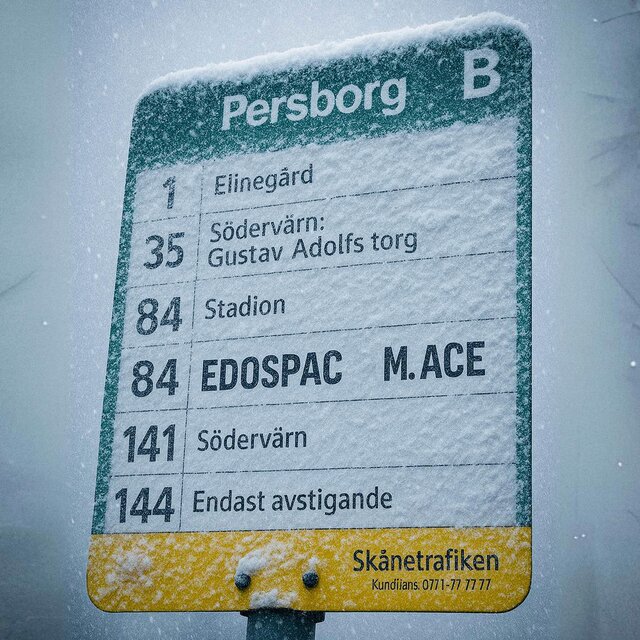 Persborg B
1 Elinegård
35 Södervärn:
Gustav Adolfs torg
84 Stadion
84 EDOSPAC M.ACE
141 Södervärn
144 Endast avstigande
Skånetrafiken
Kundjians. 0771-77 77 77